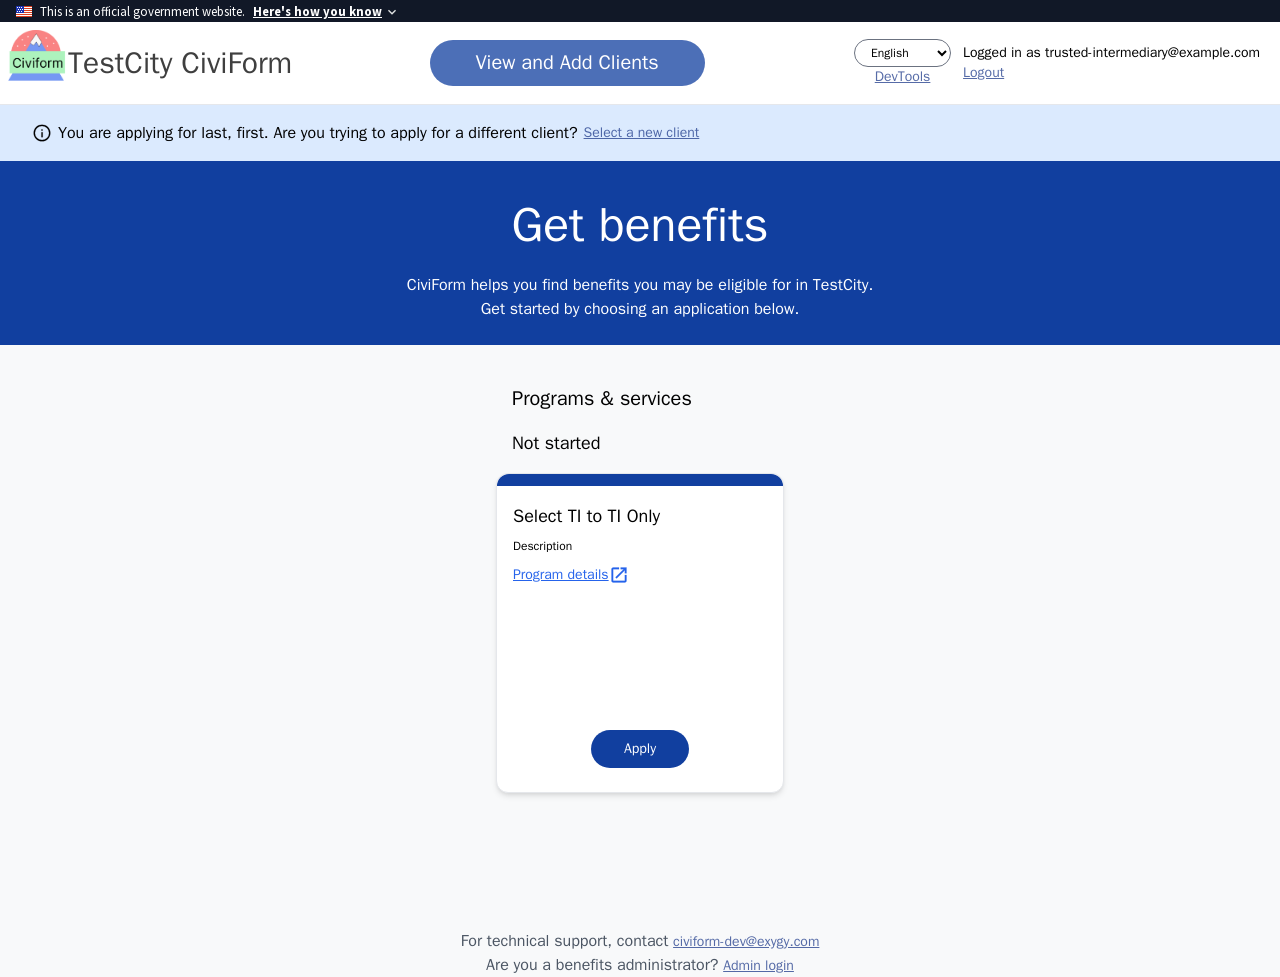 This is an official government website. Here's how you know
Civiform
TestCity CiviForm
View and Add Clients
English
DevTools
Logged in as trusted-intermediary@example.com
Logout
You are applying for last, first. Are you trying to apply for a different client? Select a new client
Get benefits
CiviForm helps you find benefits you may be eligible for in TestCity.
Get started by choosing an application below.
Programs & services
Not started
Select TI to TI Only
Description
Program details
Apply
For technical support, contact civiform-dev@exygy.com
Are you a benefits administrator? Admin login